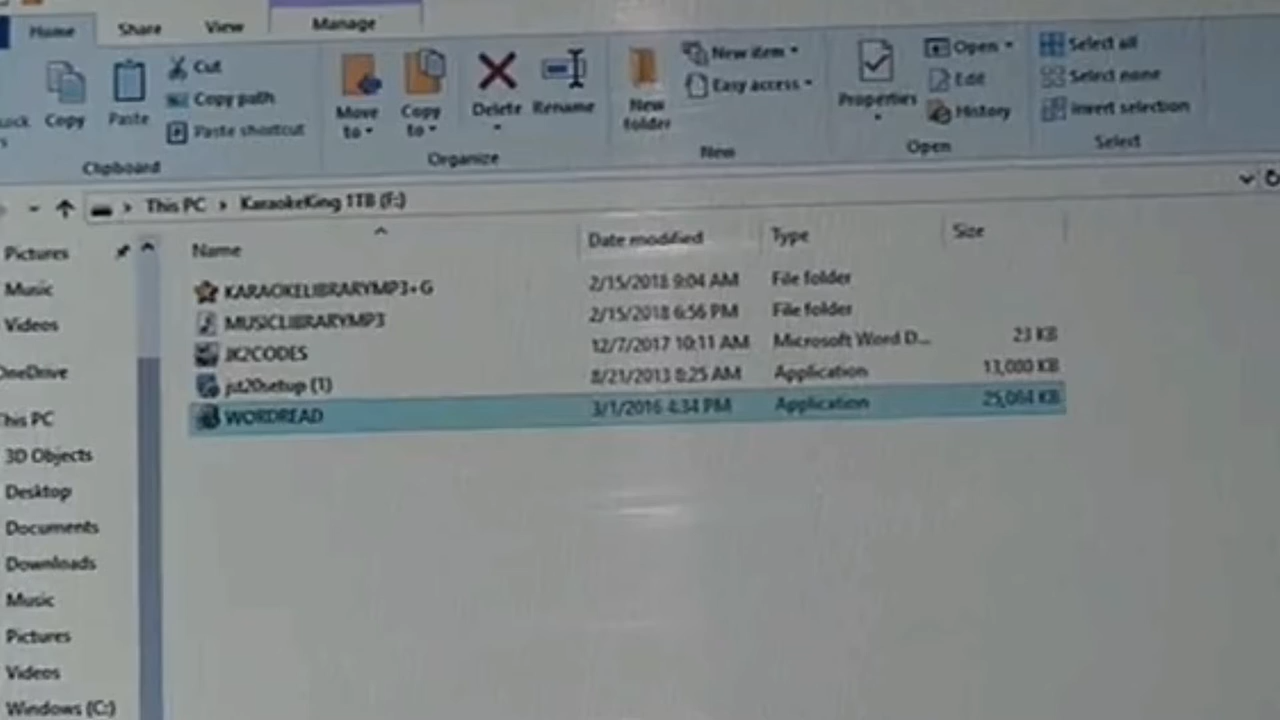 Home Share View Manage
Copy
Paste
Cut
Copy path
Paste shortcut
Clipboard
Move to
Copy to
Delete
Rename
Organize
New folder
New item
Easy access
New
Properties
Open
Edit
History
Open
Select all
Select none
Invert selection
Select
This PC > KaraokeKing 1TB (F:)
Name Date modified Type Size
KARAOKELIBRARYMP3+G 2/15/2018 9:04 AM File folder
MUSICLIBRARYMP3 2/15/2018 6:56 PM File folder
JK2CODES 12/7/2017 10:11 AM Microsoft Word D... 23 KB
jst20setup (1) 8/21/2013 8:25 AM Application KB
WORDREAD 3/1/2016 4:34 PM Application KB
Pictures
Music
Videos
OneDrive
This PC
3D Objects
Desktop
Documents
Downloads
Music
Pictures
Videos
Windows (C:)